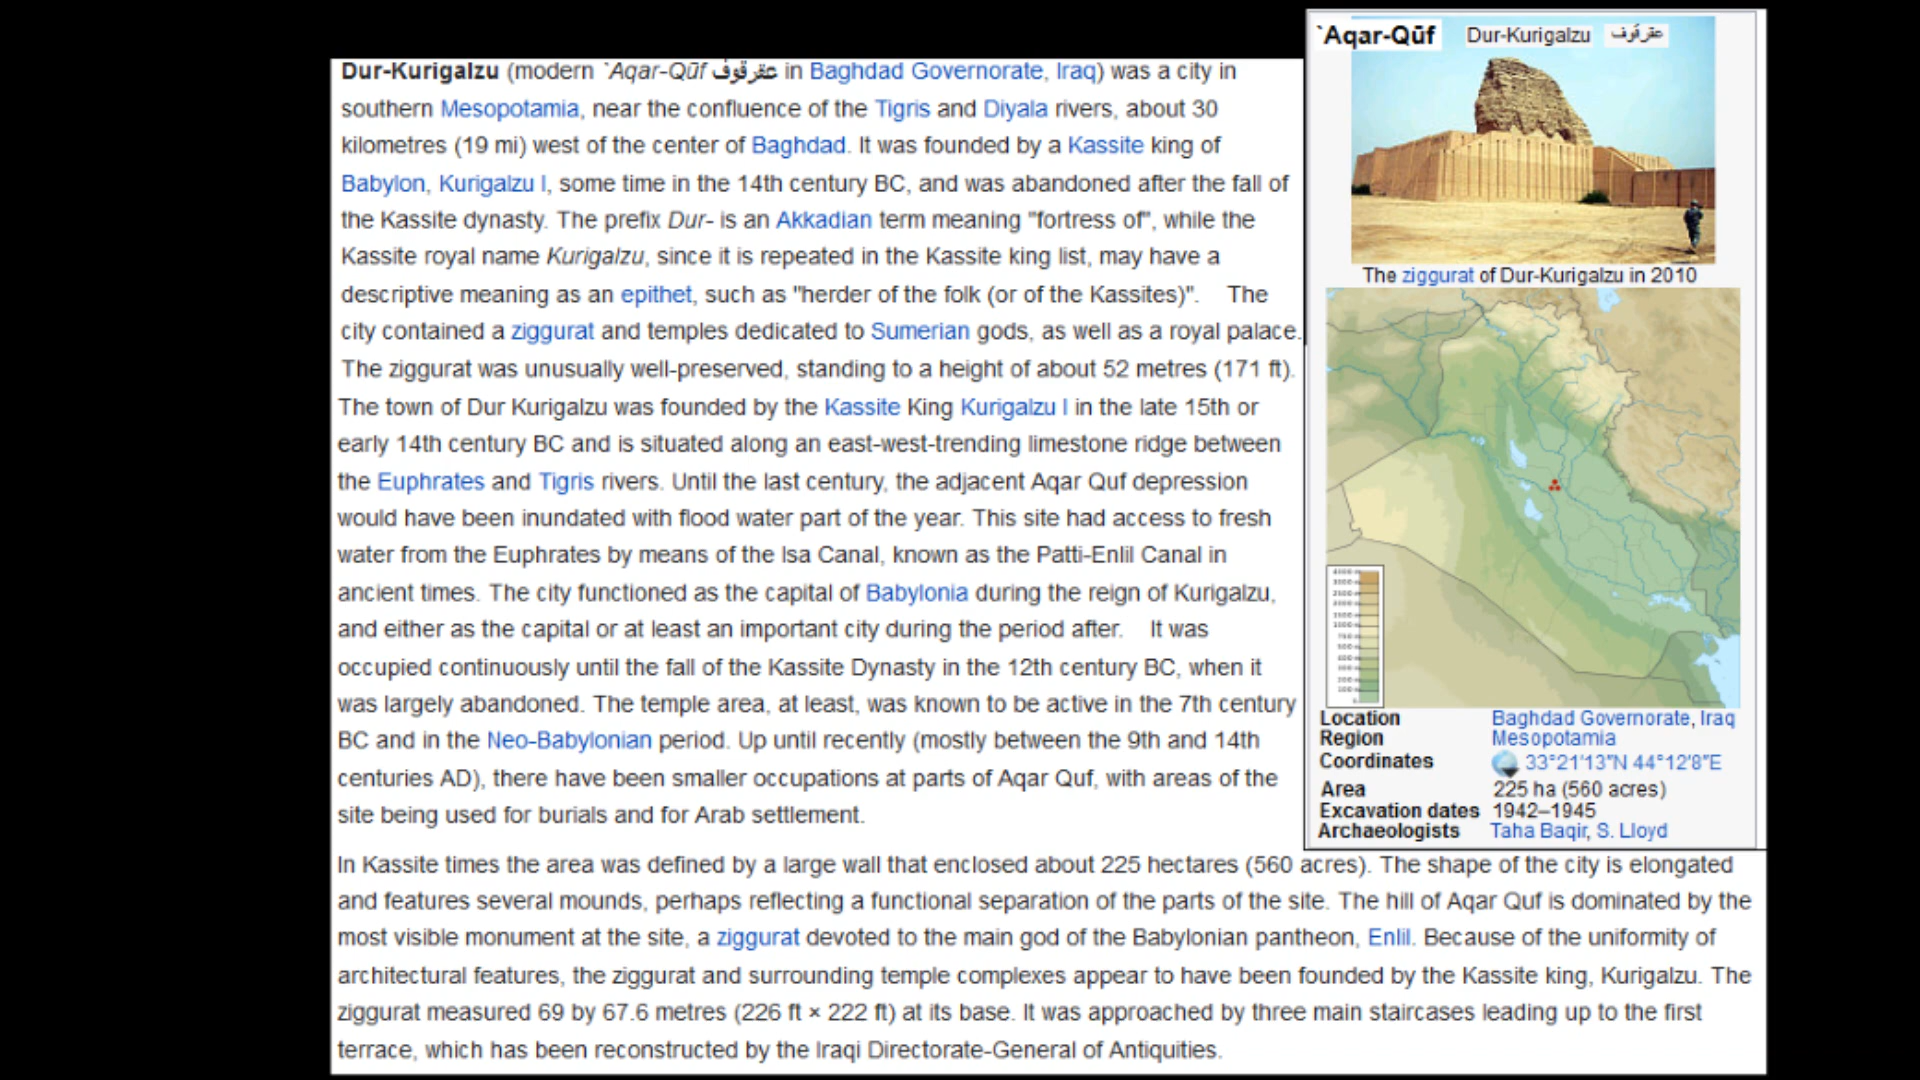 `Aqar-Qūf Dur-Kurigalzu عقرقوف
Dur-Kurigalzu (modern `Aqar-Qūf عقرقوف in Baghdad Governorate, Iraq) was a city in
southern Mesopotamia, near the confluence of the Tigris and Diyala rivers, about 30
kilometres (19 mi) west of the center of Baghdad. It was founded by a Kassite king of
Babylon, Kurigalzu I, some time in the 14th century BC, and was abandoned after the fall of
the Kassite dynasty. The prefix Dur- is an Akkadian term meaning "fortress of", while the
Kassite royal name Kurigalzu, since it is repeated in the Kassite king list, may have a
descriptive meaning as an epithet, such as "herder of the folk (or of the Kassites)". The
city contained a ziggurat and temples dedicated to Sumerian gods, as well as a royal palace.
The ziggurat was unusually well-preserved, standing to a height of about 52 metres (171 ft).
The town of Dur Kurigalzu was founded by the Kassite King Kurigalzu I in the late 15th or
early 14th century BC and is situated along an east-west-trending limestone ridge between
the Euphrates and Tigris rivers. Until the last century, the adjacent Aqar Quf depression
would have been inundated with flood water part of the year. This site had access to fresh
water from the Euphrates by means of the Isa Canal, known as the Patti-Enlil Canal in
ancient times. The city functioned as the capital of Babylonia during the reign of Kurigalzu,
and either as the capital or at least an important city during the period after. It was
occupied continuously until the fall of the Kassite Dynasty in the 12th century BC, when it
was largely abandoned. The temple area, at least, was known to be active in the 7th century
BC and in the Neo-Babylonian period. Up until recently (mostly between the 9th and 14th
centuries AD), there have been smaller occupations at parts of Aqar Quf, with areas of the
site being used for burials and for Arab settlement.
The ziggurat of Dur-Kurigalzu in 2010
Location Baghdad Governorate, Iraq
Region Mesopotamia
Coordinates 33°21′13″N 44°12′8″E
Area 225 ha (560 acres)
Excavation dates 1942–1945
Archaeologists Taha Baqir, S. Lloyd
In Kassite times the area was defined by a large wall that enclosed about 225 hectares (560 acres). The shape of the city is elongated
and features several mounds, perhaps reflecting a functional separation of the parts of the site. The hill of Aqar Quf is dominated by the
most visible monument at the site, a ziggurat devoted to the main god of the Babylonian pantheon, Enlil. Because of the uniformity of
architectural features, the ziggurat and surrounding temple complexes appear to have been founded by the Kassite king, Kurigalzu. The
ziggurat measured 69 by 67.6 metres (226 ft × 222 ft) at its base. It was approached by three main staircases leading up to the first
terrace, which has been reconstructed by the Iraqi Directorate-General of Antiquities.